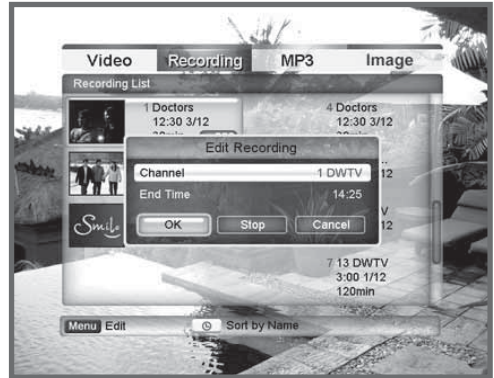 Video Recording MP3 Image
Recording List
1 Doctors
12:30 3/12
4 Doctors
12:30 3/12
Edit Recording
Channel 1 DWTV
12
End Time 14:25
Smile
OK Stop Cancel
12
7 13 DWTV
3:00 1/12
120min
Menu Edit Sort by Name